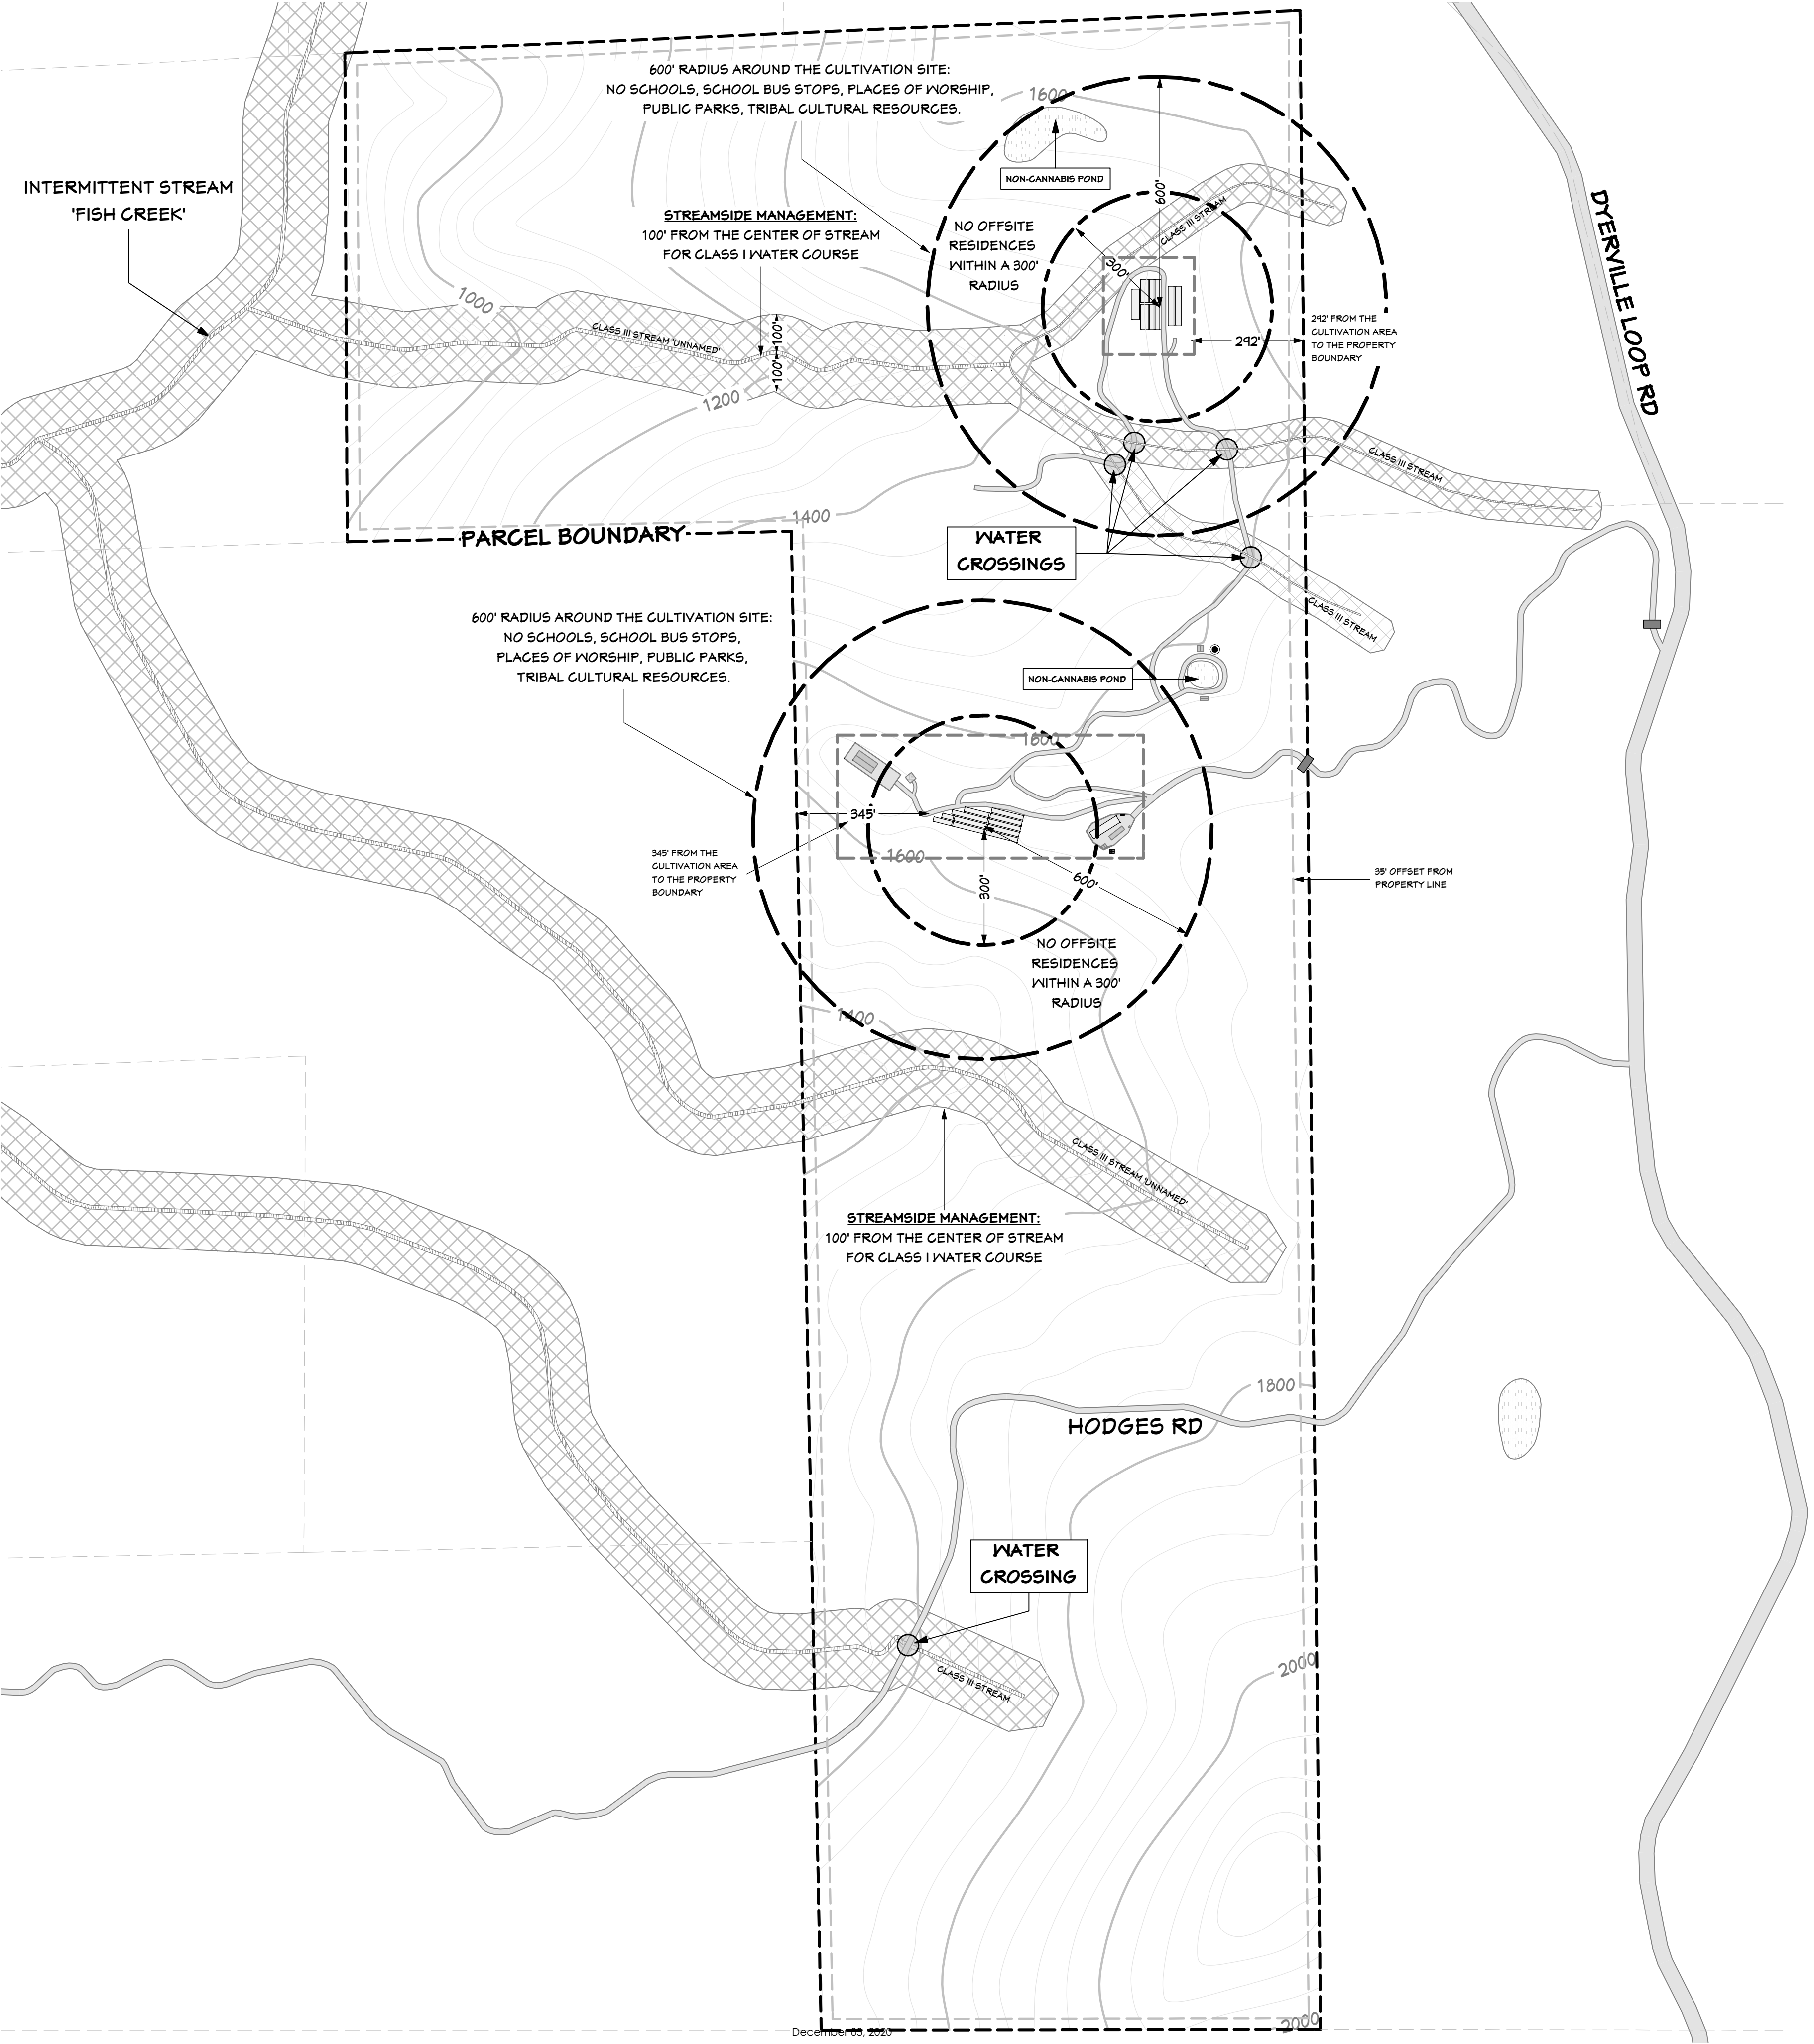 600' RADIUS AROUND THE CULTIVATION SITE:
NO SCHOOLS, SCHOOL BUS STOPS, PLACES OF WORSHIP,
PUBLIC PARKS, TRIBAL CULTURAL RESOURCES.
1600
INTERMITTENT STREAM
'FISH CREEK'
NON-CANNABIS POND
600'
STREAMSIDE MANAGEMENT:
100' FROM THE CENTER OF STREAM
FOR CLASS I WATER COURSE
NO OFFSITE
RESIDENCES
WITHIN A 300'
RADIUS
CLASS III STREAM
300'
DYERVILLE LOOP RD
1000
CLASS III STREAM 'UNNAMED'
100'
100'
292'
292' FROM THE
CULTIVATION AREA
TO THE PROPERTY
BOUNDARY
1200
CLASS III STREAM
1400
PARCEL BOUNDARY
WATER
CROSSINGS
CLASS III STREAM
600' RADIUS AROUND THE CULTIVATION SITE:
NO SCHOOLS, SCHOOL BUS STOPS,
PLACES OF WORSHIP, PUBLIC PARKS,
TRIBAL CULTURAL RESOURCES.
NON-CANNABIS POND
1600
345'
345' FROM THE
CULTIVATION AREA
TO THE PROPERTY
BOUNDARY
1600
300'
600'
35' OFFSET FROM
PROPERTY LINE
NO OFFSITE
RESIDENCES
WITHIN A 300'
RADIUS
1400
CLASS III STREAM 'UNNAMED'
STREAMSIDE MANAGEMENT:
100' FROM THE CENTER OF STREAM
FOR CLASS I WATER COURSE
1800
HODGES RD
WATER
CROSSING
CLASS III STREAM
2000
2000
December 03, 2020